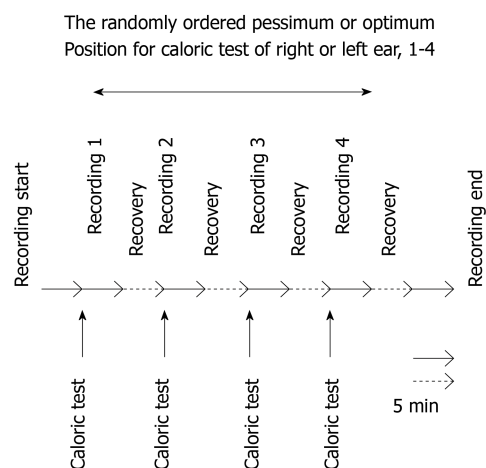 The randomly ordered pessimum or optimum
Position for caloric test of right or left ear, 1-4
Recording start
Recording 1
Recovery
Recording 2
Recovery
Recording 3
Recovery
Recording 4
Recovery
Recording end
Caloric test
Caloric test
Caloric test
Caloric test
5 min